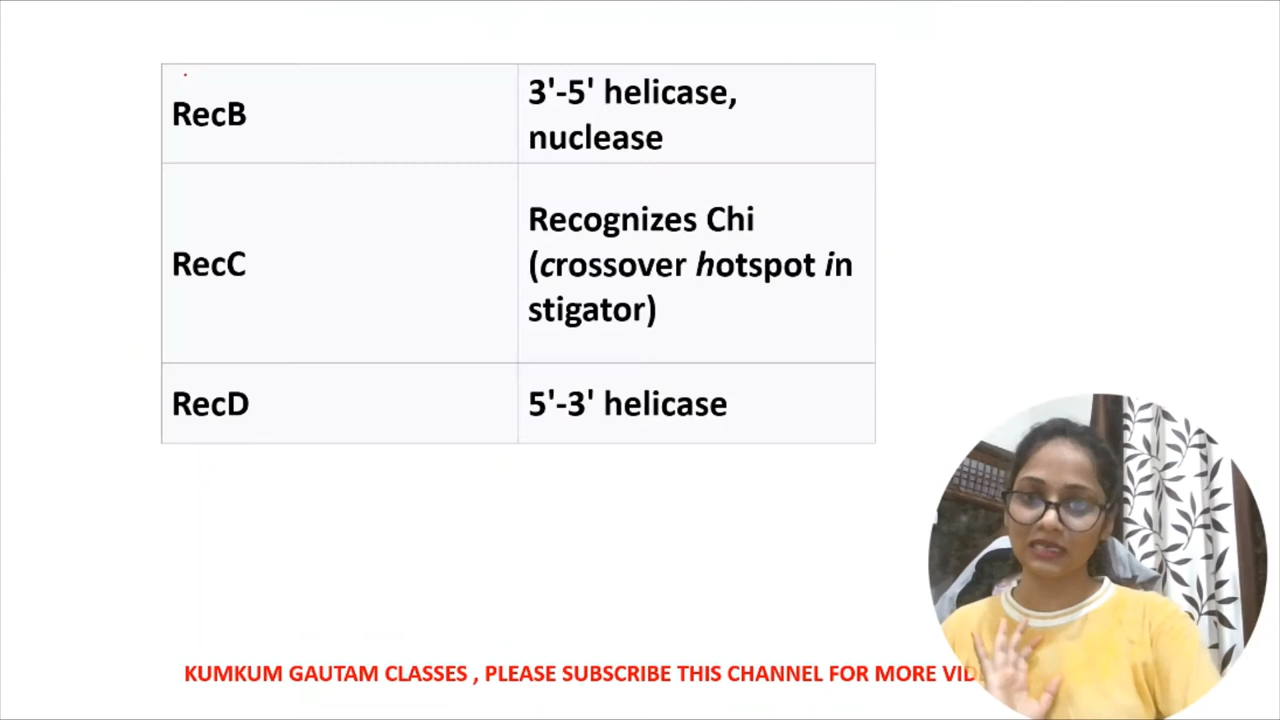 RecB
3'-5' helicase,
nuclease
RecC
Recognizes Chi
(crossover hotspot in
stigator)
RecD
5'-3' helicase
KUMKUM GAUTAM CLASSES , PLEASE SUBSCRIBE THIS CHANNEL FOR MORE